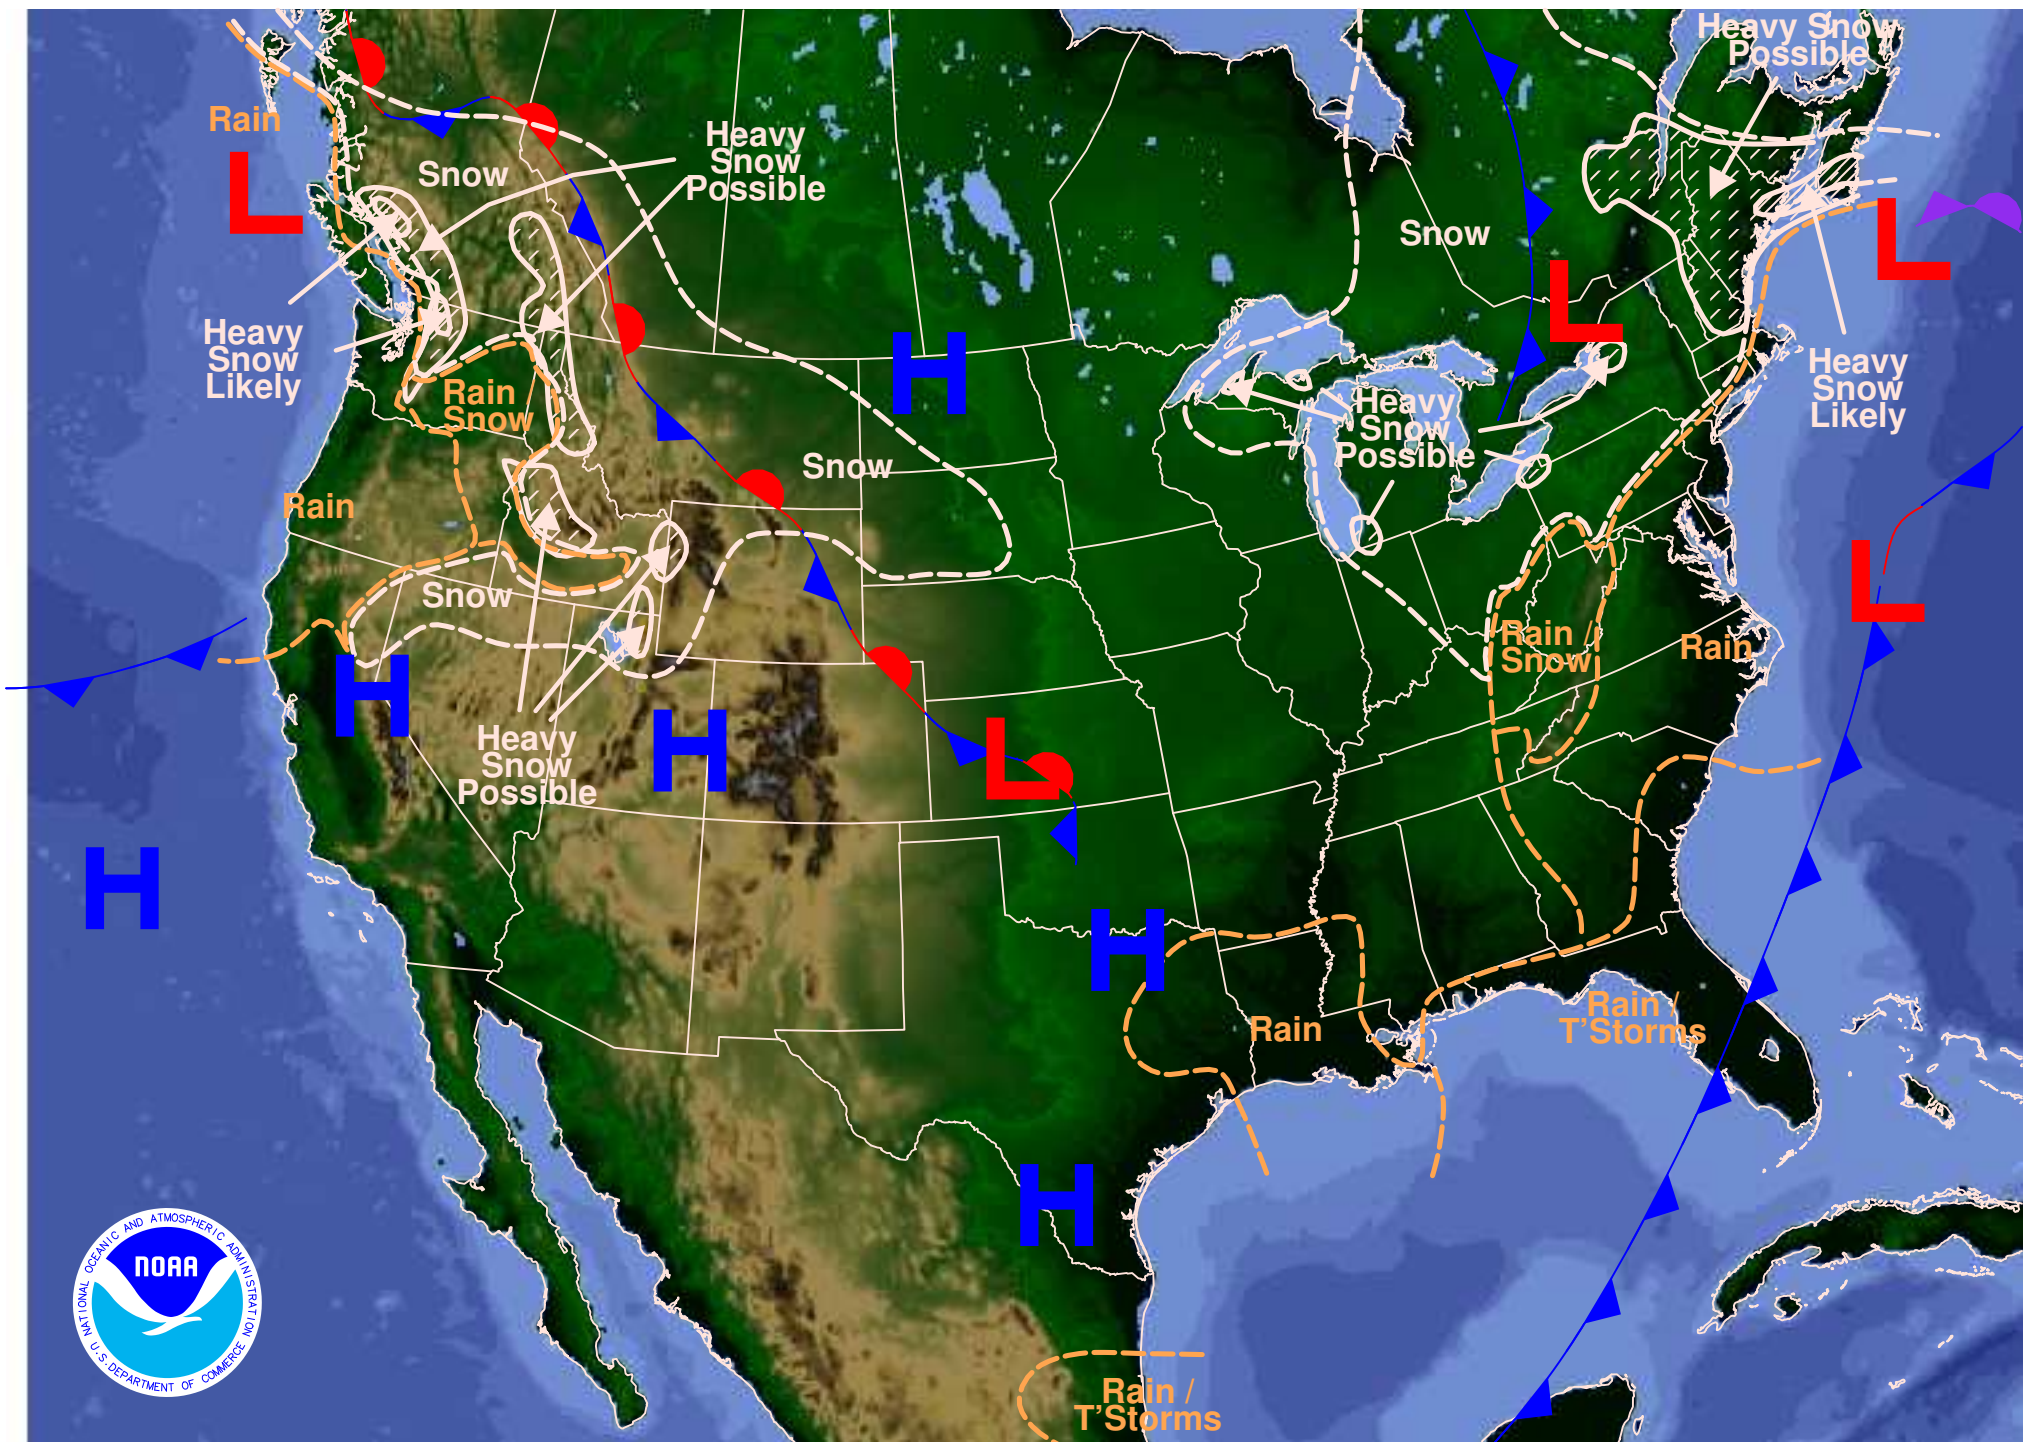 Heavy Snow
Possible
Rain
Heavy
Snow
Possible
Snow
L
L
Snow
L
Heavy
Snow
Likely
H
Heavy
Snow
Likely
Rain
Snow
Heavy
Snow
Possible
Snow
Rain
L
Snow
Rain /
Snow
Rain
H
H
L
Heavy
Snow
Possible
H
H
Rain
Rain /
T'Storms
H
NATIONAL OCEANIC AND ATMOSPHERIC ADMINISTRATION
NOAA
U.S. DEPARTMENT OF COMMERCE
Rain /
T'Storms